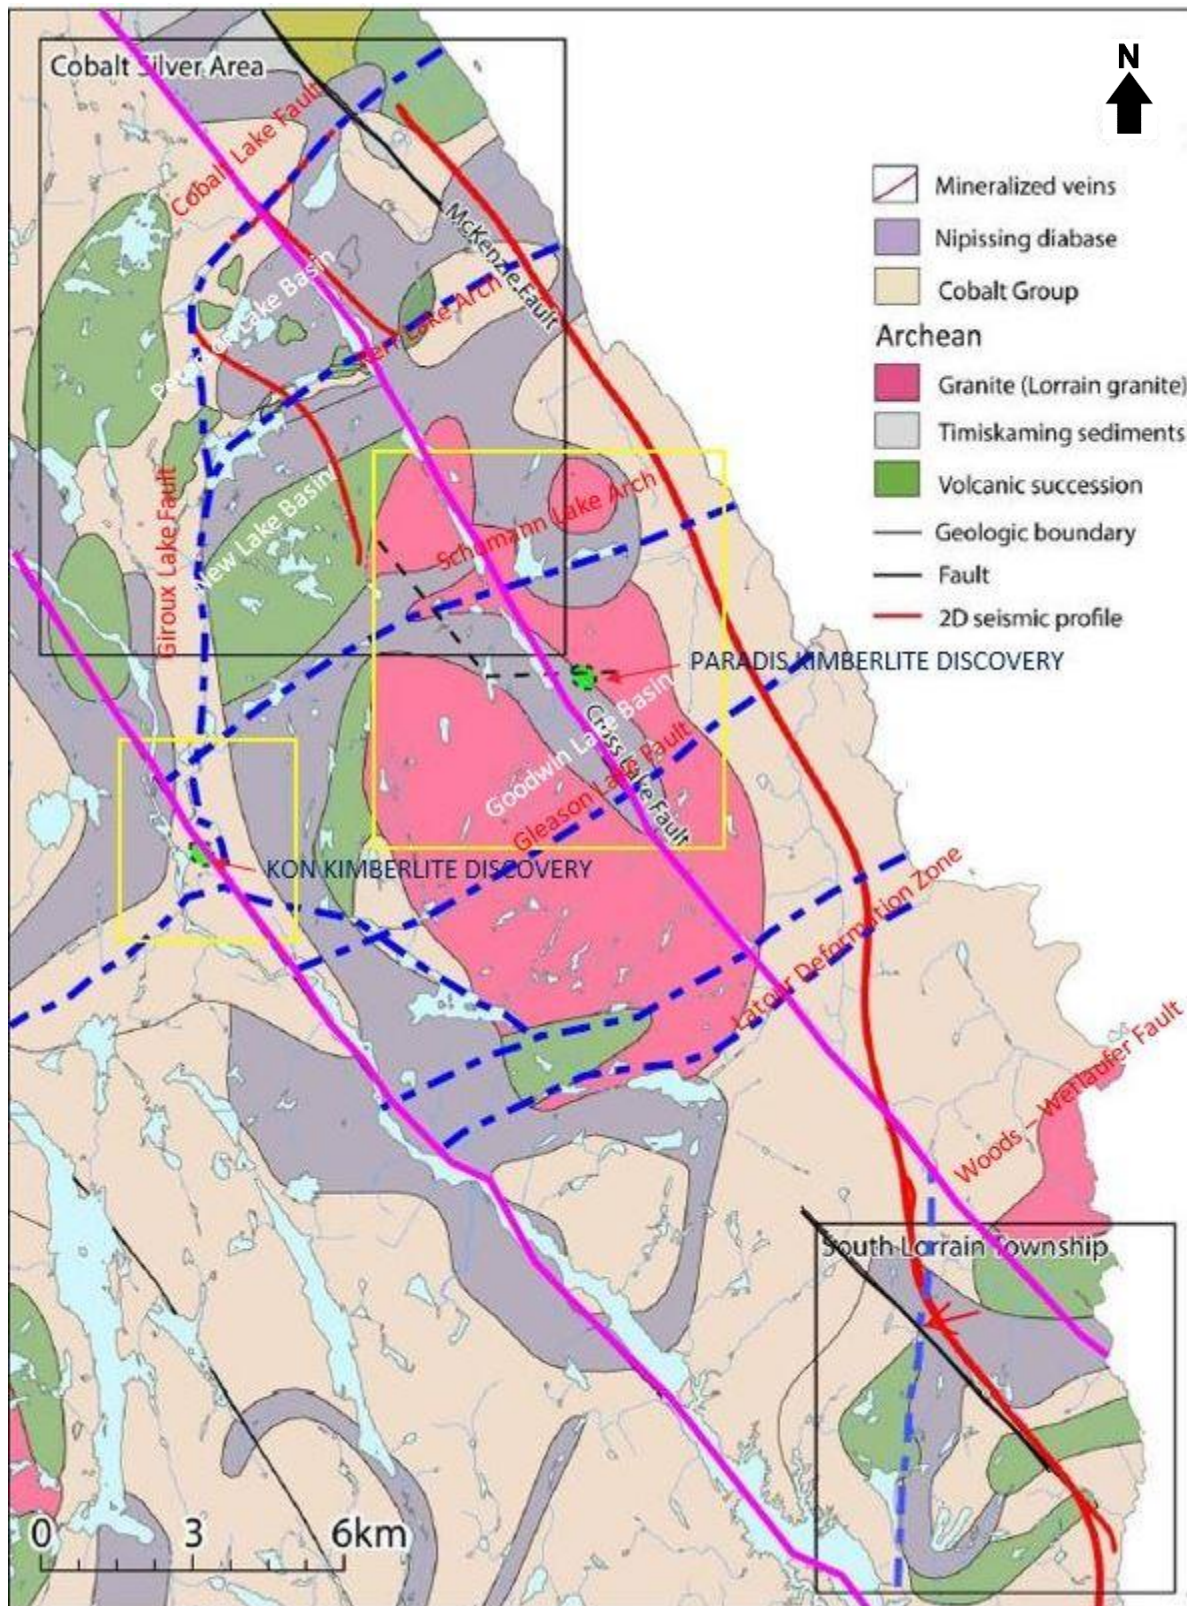 Cobalt Silver Area
N
Cobalt Lake Fault
Mineralized veins
McKenzie Fault
Nipissing diabase
Peterson Lake Basin
Cobalt Group
Kerr Lake Arch
Archean
Granite (Lorrain granite)
Timiskaming sediments
Giroux Lake Fault
New Lake Basin
Schumann Lake Arch
Volcanic succession
Geologic boundary
Fault
2D seismic profile
PARADIS KIMBERLITE DISCOVERY
Goodwin Lake Basin
Cross Lake Fault
Gleason Lake Fault
KON KIMBERLITE DISCOVERY
Latour Deformation Zone
Woods – Wetlaufer Fault
South Lorrain Township
0 3 6km